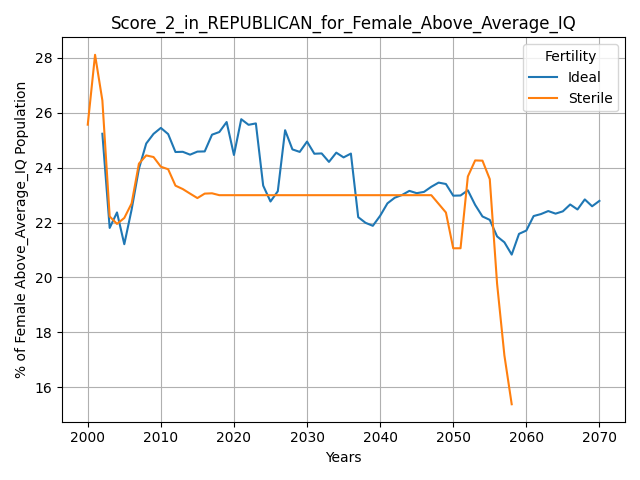 Score_2_in_REPUBLICAN_for_Female_Above_Average_IQ
% of Female Above_Average_IQ Population
28
26
24
22
20
18
16
Fertility
Ideal
Sterile
2000 2010 2020 2030 2040 2050 2060 2070
Years